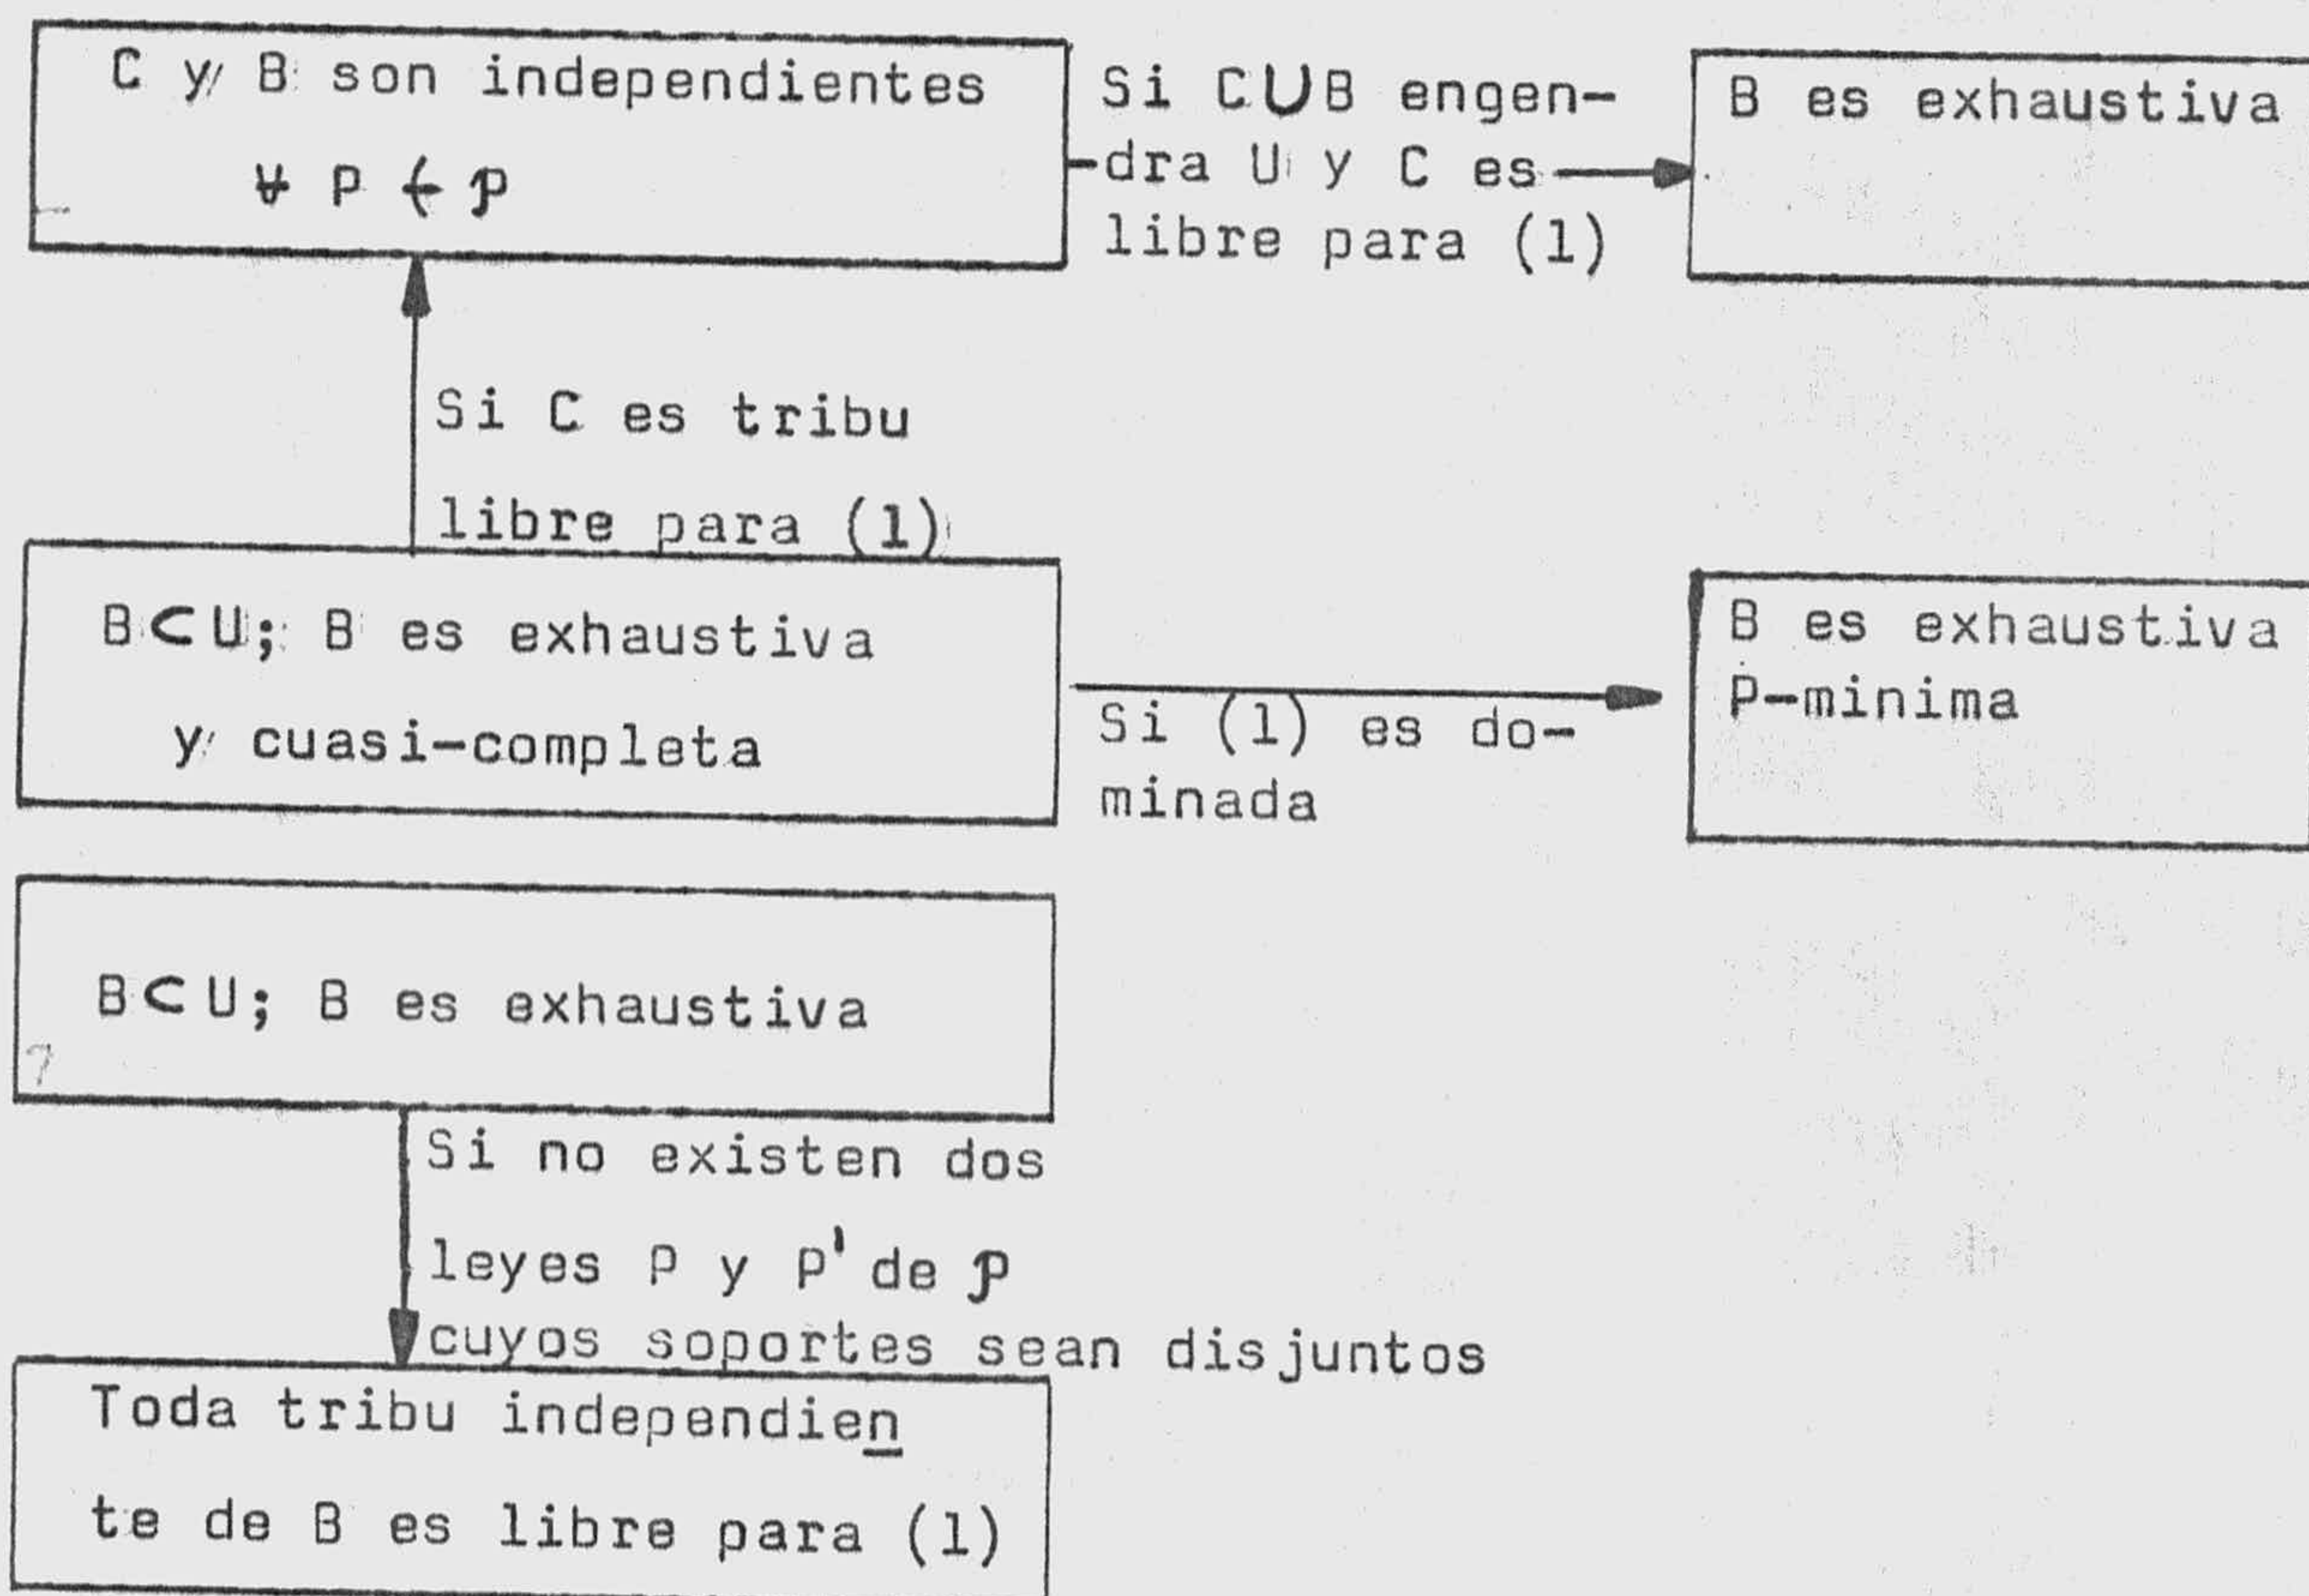 C y B son independientes
∀ P ∈ 𝒫
Si C∪B engen-
dra U y C es
libre para (1)
B es exhaustiva
Si C es tribu
libre para (1)
B⊂U; B es exhaustiva
y cuasi-completa
Si (1) es do-
minada
B es exhaustiva
P-minima
B⊂U; B es exhaustiva
Si no existen dos
leyes P y P' de 𝒫
cuyos soportes sean disjuntos
Toda tribu independien
te de B es libre para (1)